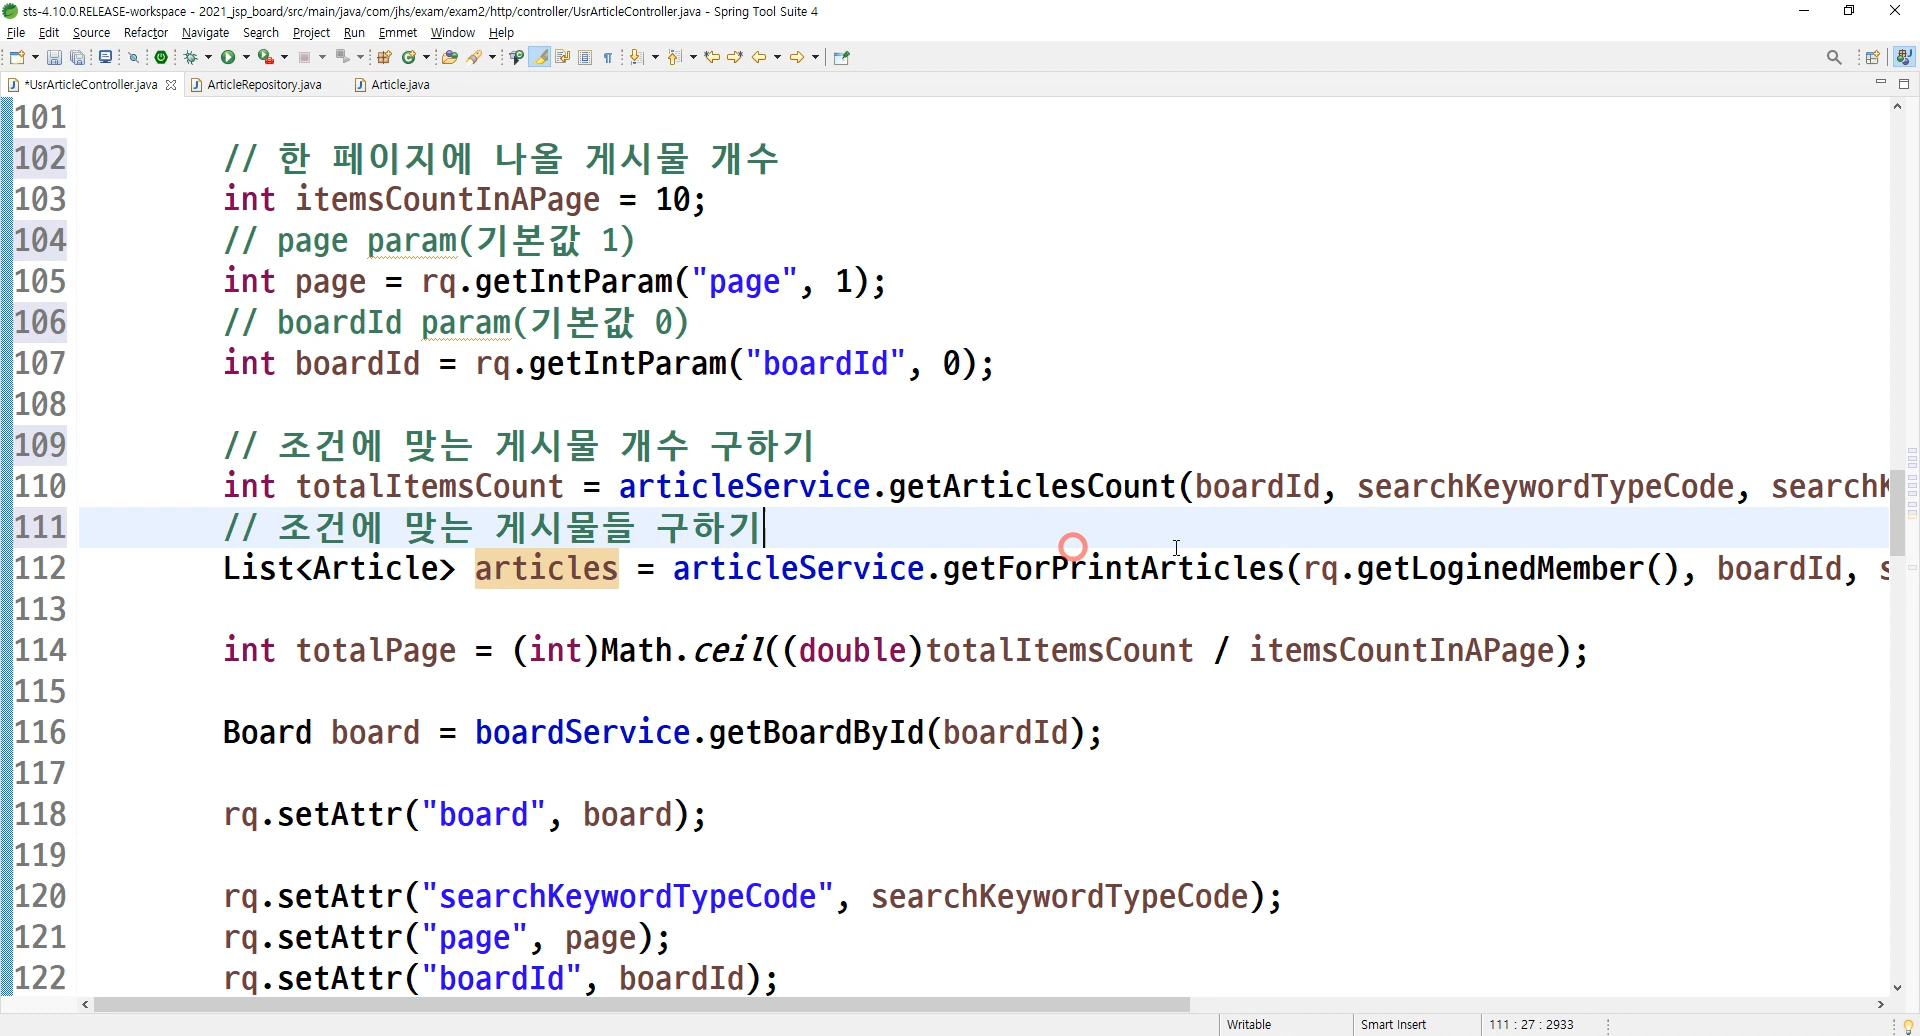 sts-4.10.0.RELEASE-workspace - 2021_jsp_board/src/main/java/com/jhs/exam/exam2/http/controller/UsrArticleController.java - Spring Tool Suite 4
File Edit Source Refactor Navigate Search Project Run Emmet Window Help
*UsrArticleController.java ArticleRepository.java Article.java
101
102 // 한 페이지에 나올 게시물 개수
103 int itemsCountInAPage = 10;
104 // page param(기본값 1)
105 int page = rq.getIntParam("page", 1);
106 // boardId param(기본값 0)
107 int boardId = rq.getIntParam("boardId", 0);
108
109 // 조건에 맞는 게시물 개수 구하기
110 int totalItemsCount = articleService.getArticlesCount(boardId, searchKeywordTypeCode, searchK
111 // 조건에 맞는 게시물들 구하기
112 List<Article> articles = articleService.getForPrintArticles(rq.getLoginedMember(), boardId, s
113
114 int totalPage = (int)Math.ceil((double)totalItemsCount / itemsCountInAPage);
115
116 Board board = boardService.getBoardById(boardId);
117
118 rq.setAttr("board", board);
119
120 rq.setAttr("searchKeywordTypeCode", searchKeywordTypeCode);
121 rq.setAttr("page", page);
122 rq.setAttr("boardId", boardId);
Writable Smart Insert 111 : 27 : 2933